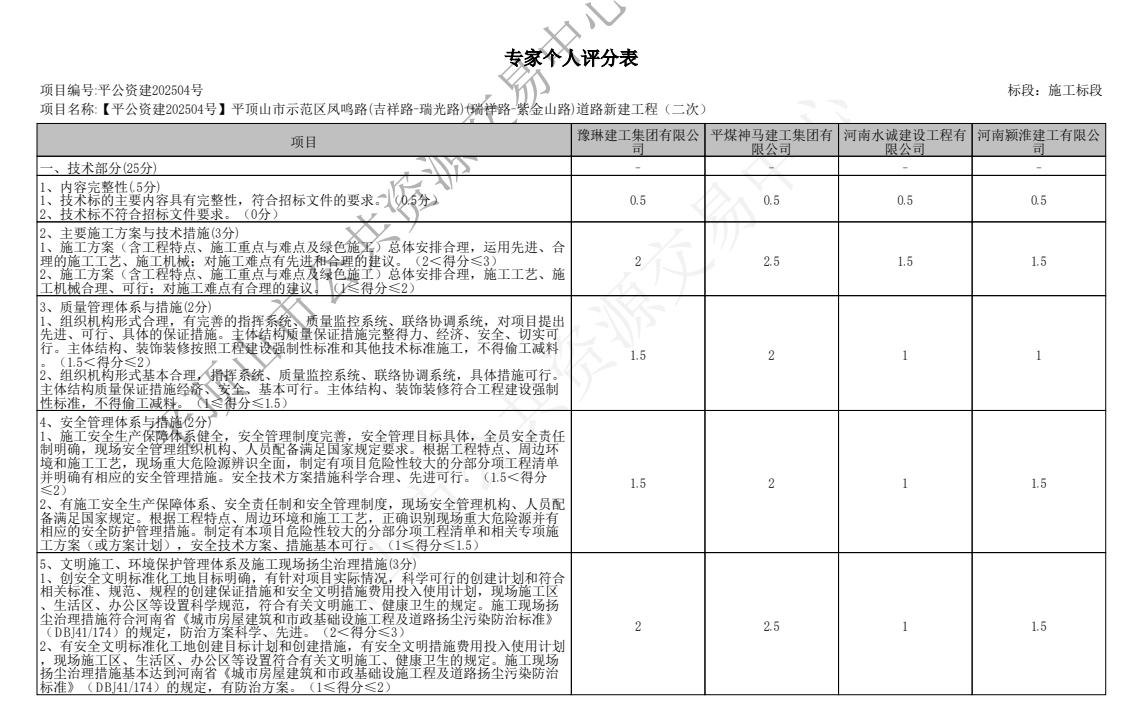 专家个人评分表
项目编号:平公资建202504号
标段：施工标段
项目名称:【平公资建202504号】平顶山市示范区凤鸣路(吉祥路-瑞光路)(瑞祥路-紫金山路)道路新建工程（二次）
项目
豫琳建工集团有限公司
平煤神马建工集团有限公司
河南水诚建设工程有限公司
河南颍淮建工有限公司
一、技术部分(25分)
-
-
-
-
1、内容完整性(.5分)
1、技术标的主要内容具有完整性，符合招标文件的要求。（0.5分）
2、技术标不符合招标文件要求。（0分）
0.5
0.5
0.5
0.5
2、主要施工方案与技术措施(3分)
1、施工方案（含工程特点、施工重点与难点及绿色施工）总体安排合理，运用先进、合
理的施工工艺、施工机械；对施工难点有先进和合理的建议。（2＜得分≤3）
2、施工方案（含工程特点、施工重点与难点及绿色施工）总体安排合理，施工工艺、施
工机械合理、可行；对施工难点有合理的建议。（1≤得分≤2）
2
2.5
1.5
1.5
3、质量管理体系与措施(2分)
1、组织机构形式合理，有完善的指挥系统、质量监控系统、联络协调系统，对项目提出
先进、可行、具体的保证措施。主体结构质量保证措施完整得力、经济、安全、切实可
行。主体结构、装饰装修按照工程建设强制性标准和其他技术标准施工，不得偷工减料
。（1.5＜得分≤2）
2、组织机构形式基本合理，指挥系统、质量监控系统、联络协调系统，具体措施可行。
主体结构质量保证措施经济、安全、基本可行。主体结构、装饰装修符合工程建设强制
性标准，不得偷工减料。（1≤得分≤1.5）
1.5
2
1
1
4、安全管理体系与措施(2分)
1、施工安全生产保障体系健全，安全管理制度完善，安全管理目标具体，全员安全责任
制明确，现场安全管理组织机构、人员配备满足国家规定要求。根据工程特点、周边环
境和施工工艺，现场重大危险源辨识全面，制定有项目危险性较大的分部分项工程清单
并明确有相应的安全管理措施。安全技术方案措施科学合理、先进可行。（1.5＜得分
≤2）
2、有施工安全生产保障体系、安全责任制和安全管理制度，现场安全管理机构、人员配
备满足国家规定。根据工程特点、周边环境和施工工艺，正确识别现场重大危险源并有
相应的安全防护管理措施。制定有本项目危险性较大的分部分项工程清单和相关专项施
工方案（或方案计划），安全技术方案、措施基本可行。（1≤得分≤1.5）
1.5
2
1
1.5
5、文明施工、环境保护管理体系及施工现场扬尘治理措施(3分)
1、创安全文明标准化工地目标明确，有针对项目实际情况，科学可行的创建计划和符合
相关标准、规范、规程的创建保证措施和安全文明措施费用投入使用计划，现场施工区
、生活区、办公区等设置科学规范，符合有关文明施工、健康卫生的规定。施工现场扬
尘治理措施符合河南省《城市房屋建筑和市政基础设施工程及道路扬尘污染防治标准》
（DBJ41/174）的规定，防治方案科学、先进。（2＜得分≤3）
2、有安全文明标准化工地创建目标计划和创建措施，有安全文明措施费用投入使用计划
，现场施工区、生活区、办公区等设置符合有关文明施工、健康卫生的规定。施工现场
扬尘治理措施基本达到河南省《城市房屋建筑和市政基础设施工程及道路扬尘污染防治
标准》（DBJ41/174）的规定，有防治方案。（1≤得分≤2）
2
2.5
1
1.5
平顶山市公共资源交易中心